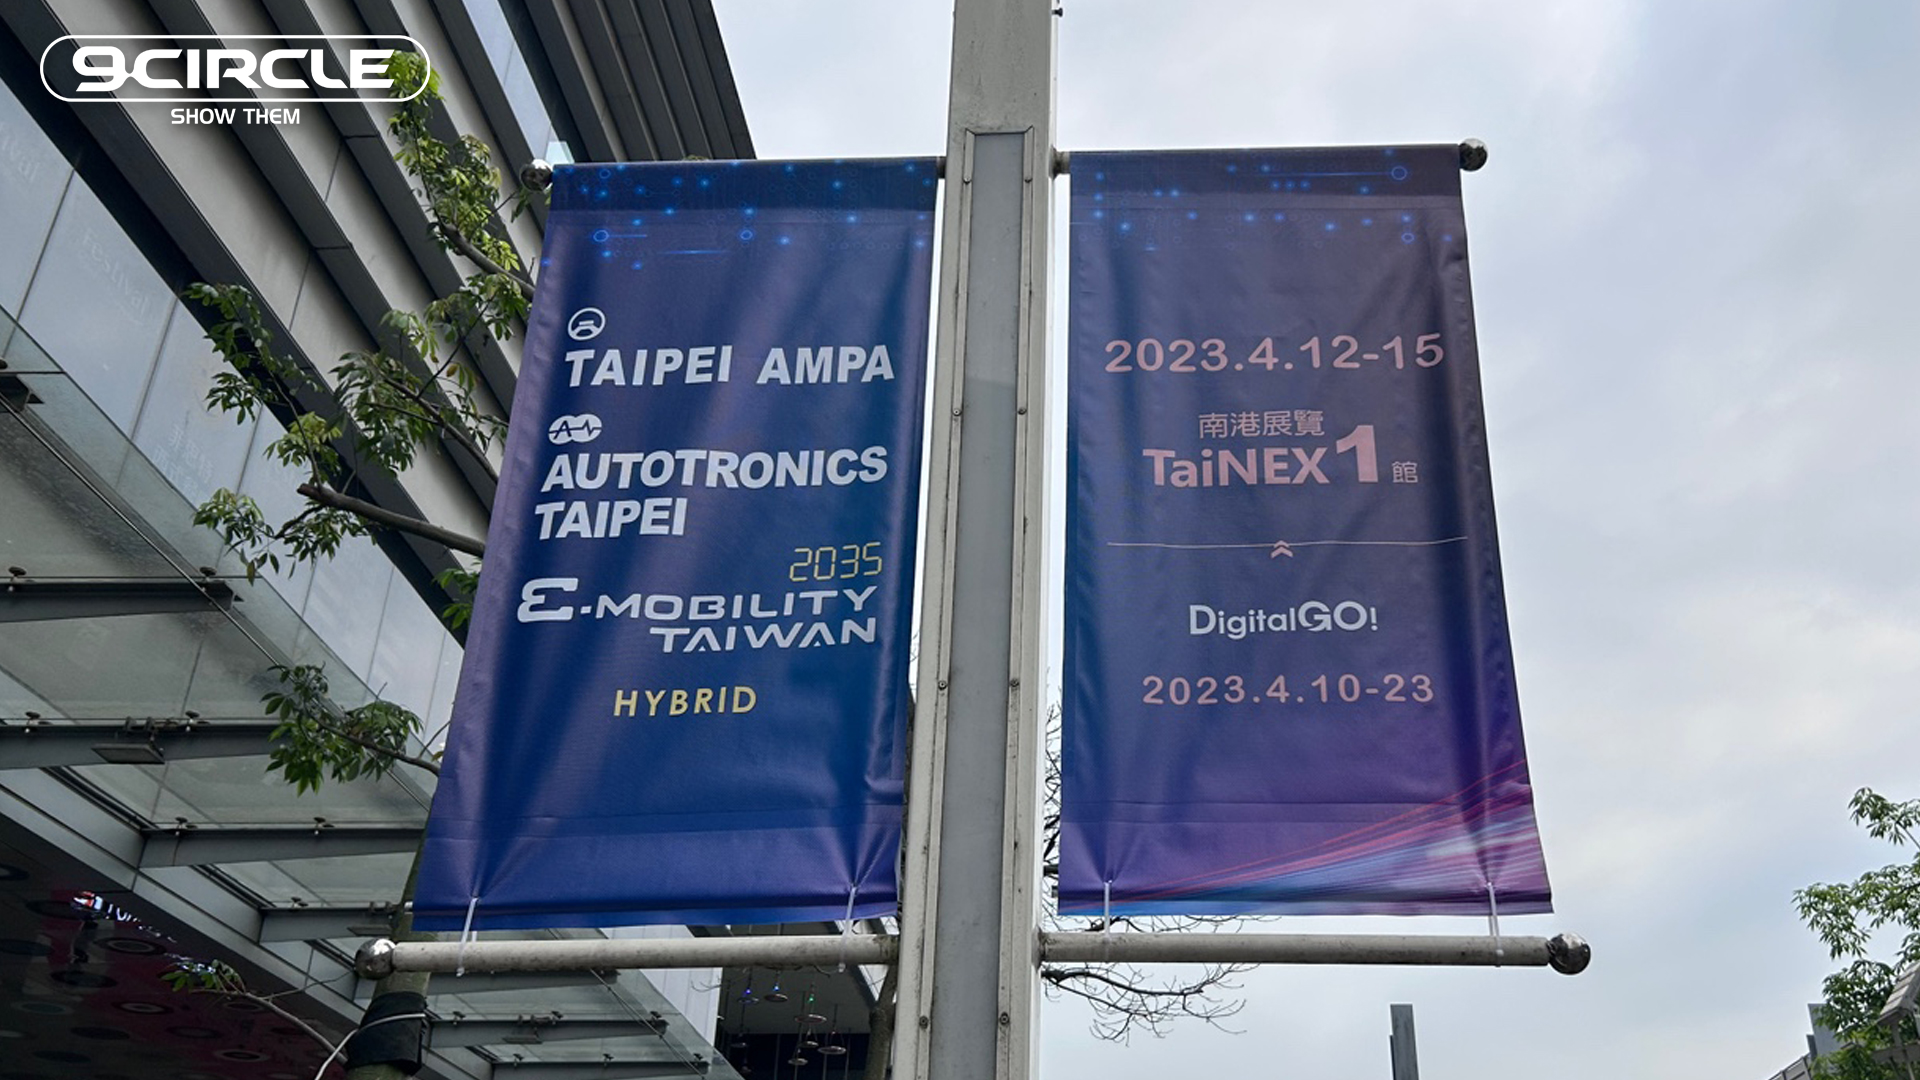 9CIRCLE
SHOW THEM
TAIPEI AMPA
AUTOTRONICS
TAIPEI
2035
E-MOBILITY
TAIWAN
HYBRID
2023.4.12-15
南港展覽
TaiNEX 1 館
DigitalGO!
2023.4.10-23
Festival